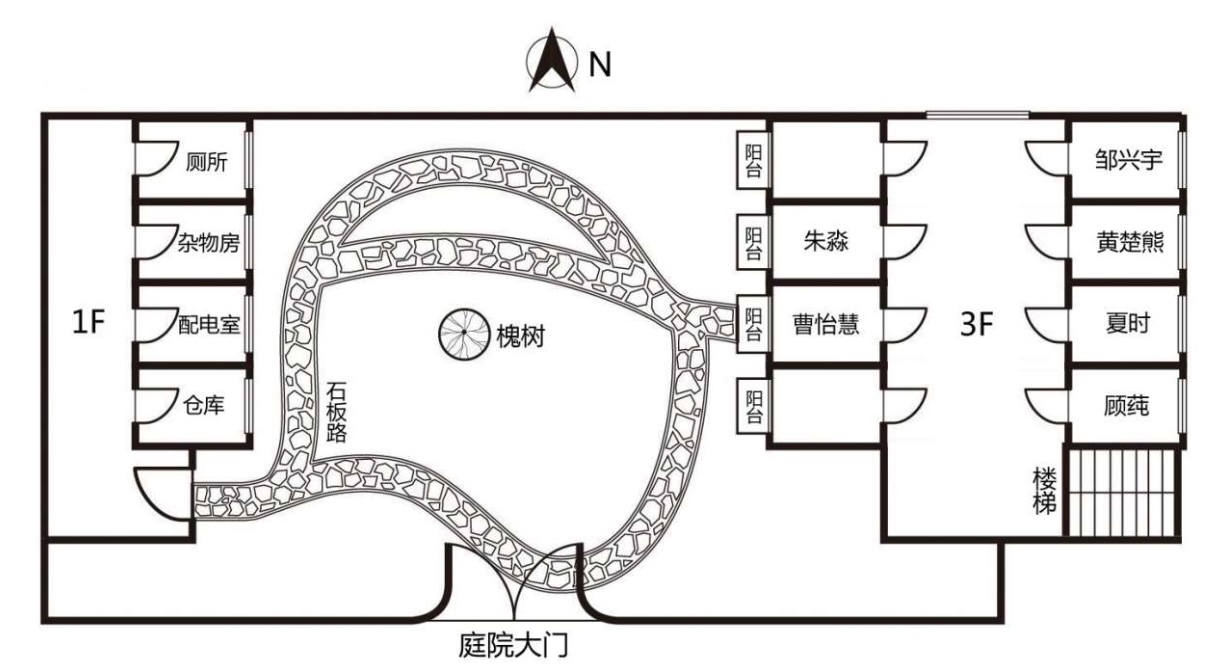 N
厕所
杂物房
配电室
仓库
1F
石板路
槐树
阳台
阳台
阳台
阳台
朱淼
曹怡慧
3F
邹兴宇
黄楚熊
夏时
顾莼
楼梯
庭院大门